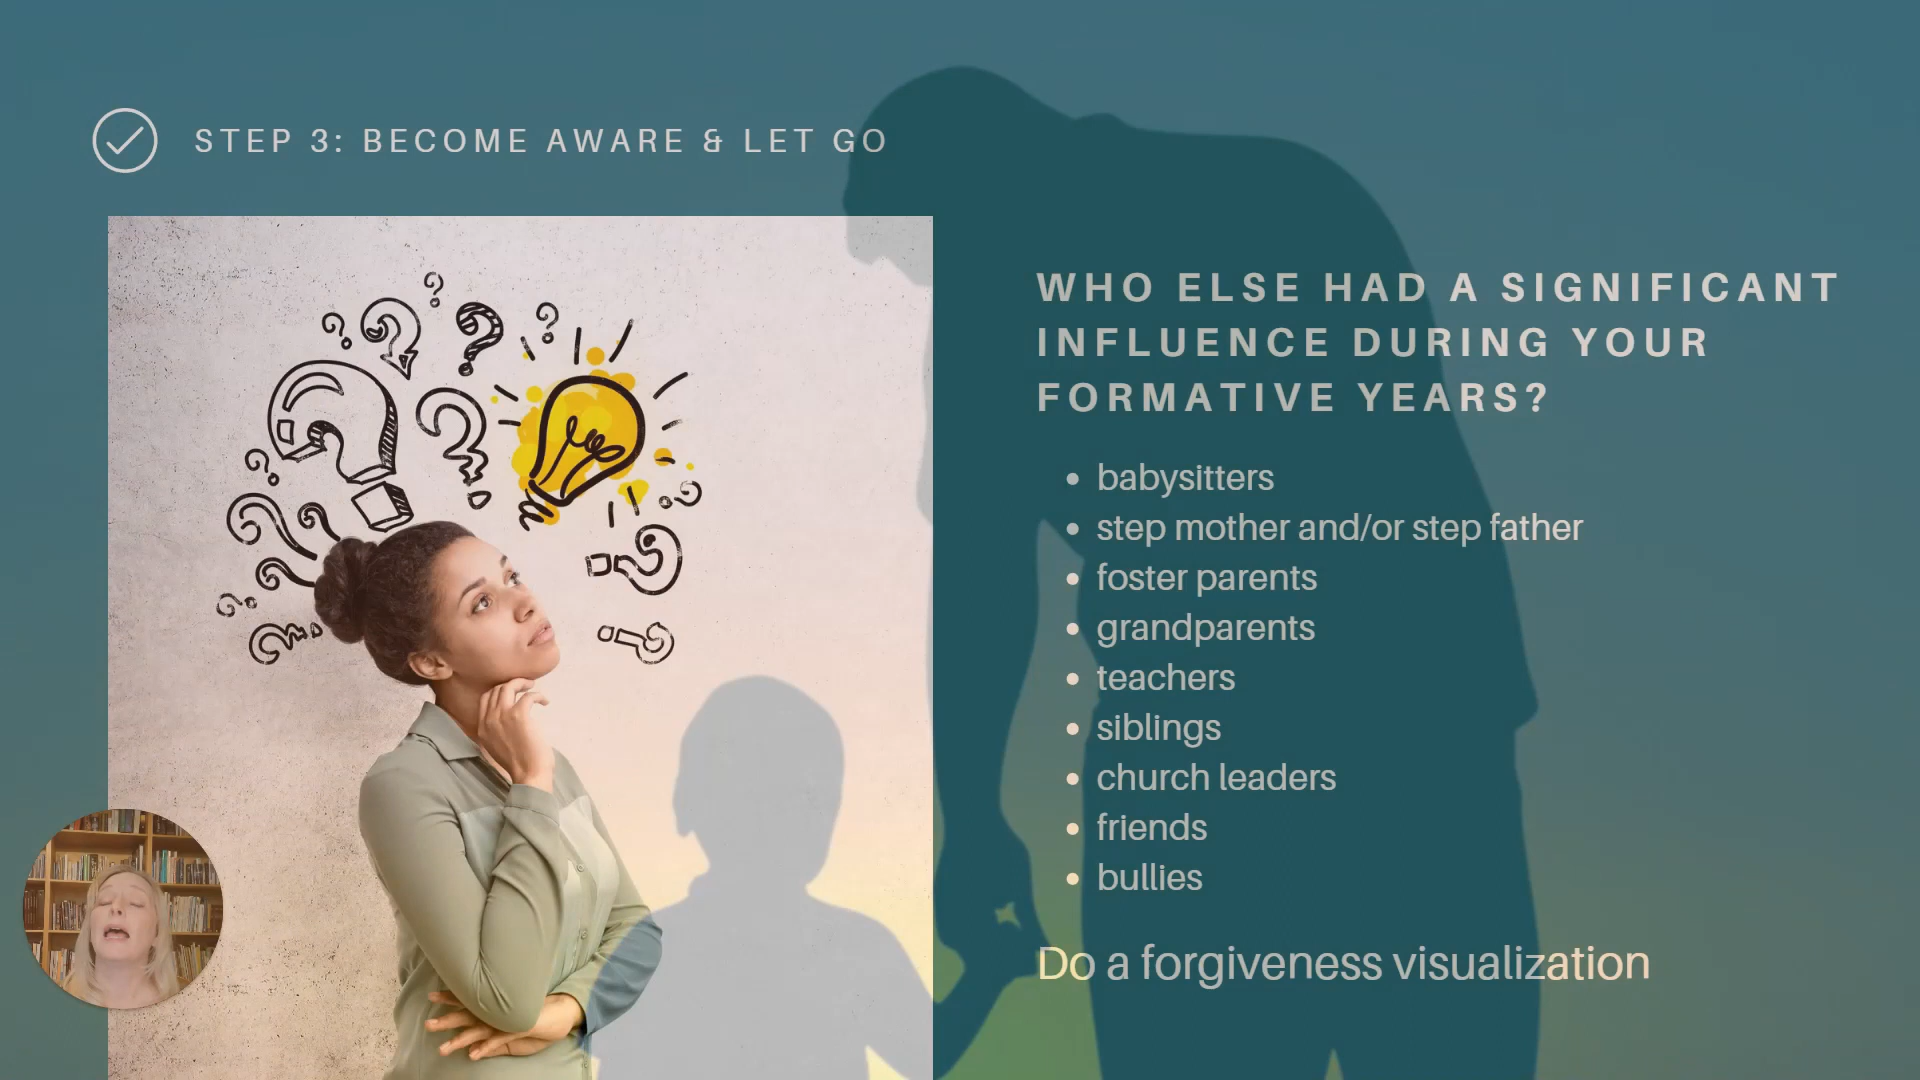 STEP 3: BECOME AWARE & LET GO
WHO ELSE HAD A SIGNIFICANT
INFLUENCE DURING YOUR
FORMATIVE YEARS?
• babysitters
• step mother and/or step father
• foster parents
• grandparents
• teachers
• siblings
• church leaders
• friends
• bullies
Do a forgiveness visualization